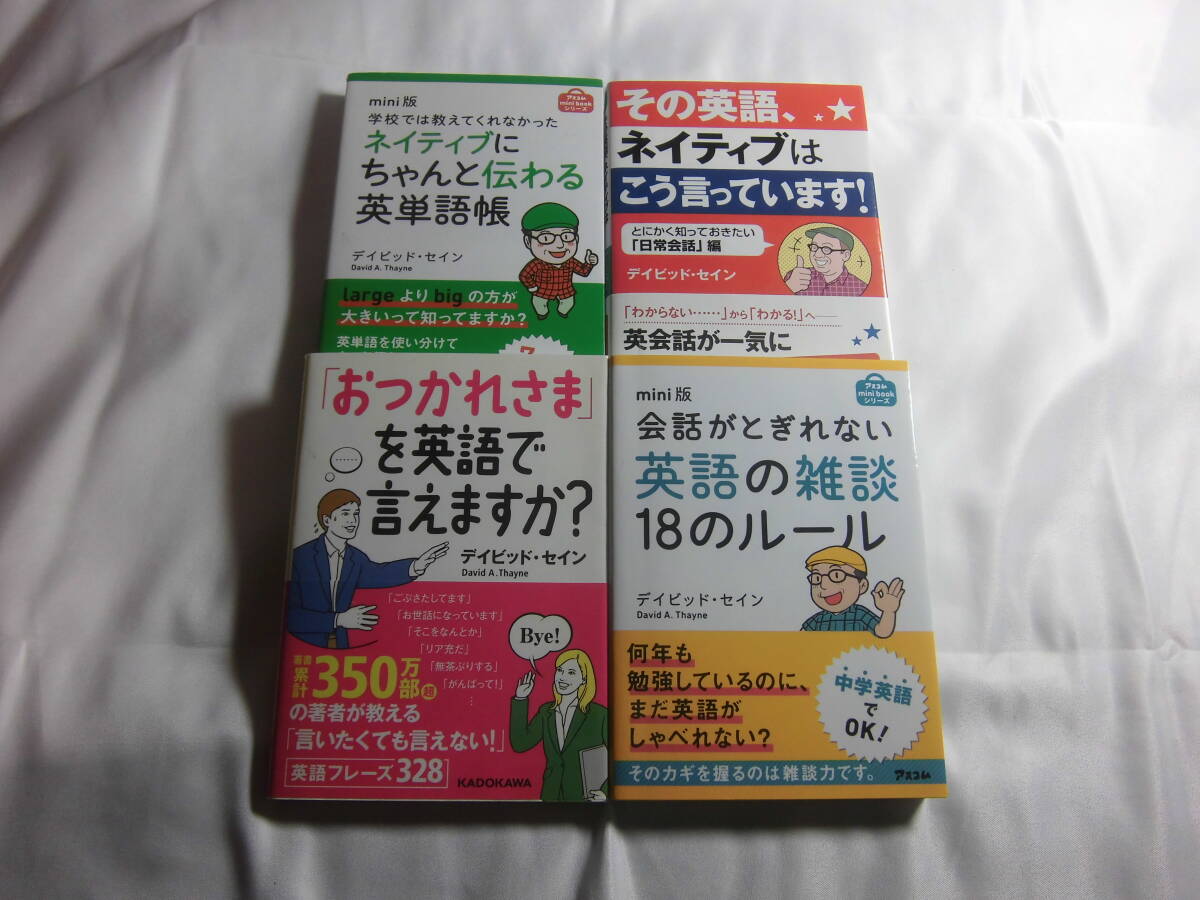 mini版
アスコム
mini book
シリーズ
学校では教えてくれなかった
ネイティブに
ちゃんと伝わる
英単語帳
デイビッド・セイン
David A. Thayne
large より big の方が
大きいって知ってますか？
英単語を使い分けて
その英語、
ネイティブは
こう言っています！
とにかく知っておきたい
「日常会話」編
デイビッド・セイン
「わからない……」から「わかる！」へ――
英会話が一気に
「おつかれさま」
を英語で
言えますか？
……
デイビッド・セイン
David A. Thayne
「ごぶさたしてます」
「お世話になっています」
「そこをなんとか」
「リア充だ」
「無茶ぶりする」
「がんばって！」
…
Bye!
著書累計350万部超
の著者が教える
「言いたくても言えない！」
英語フレーズ328
KADOKAWA
mini版
アスコム
mini book
シリーズ
会話がとぎれない
英語の雑談
18のルール
デイビッド・セイン
David A. Thayne
何年も
勉強しているのに、
まだ英語が
しゃべれない？
中学英語
で
OK！
そのカギを握るのは雑談力です。
アスコム